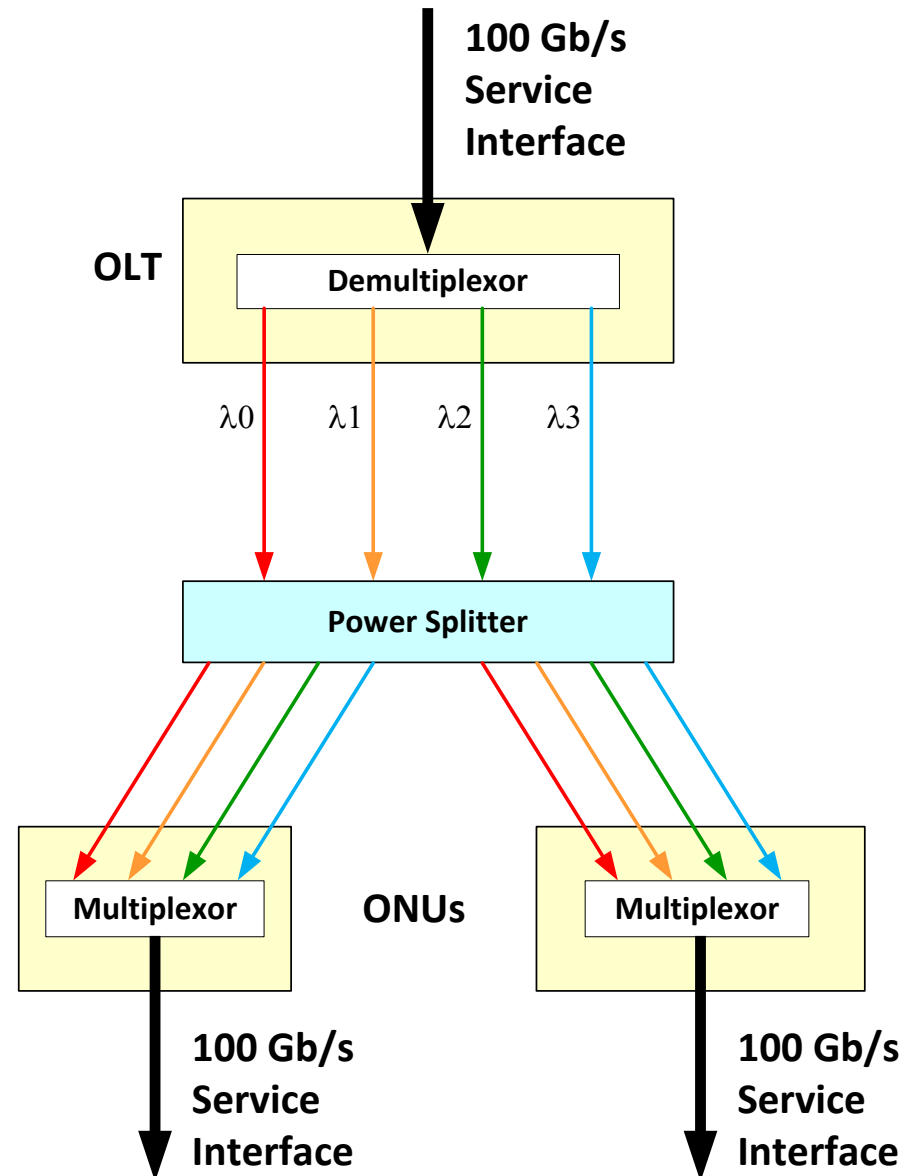 100 Gb/s
Service
Interface
OLT
Demultiplexor
λ0 λ1 λ2 λ3
Power Splitter
Multiplexor
ONUs
Multiplexor
100 Gb/s
Service
Interface
100 Gb/s
Service
Interface